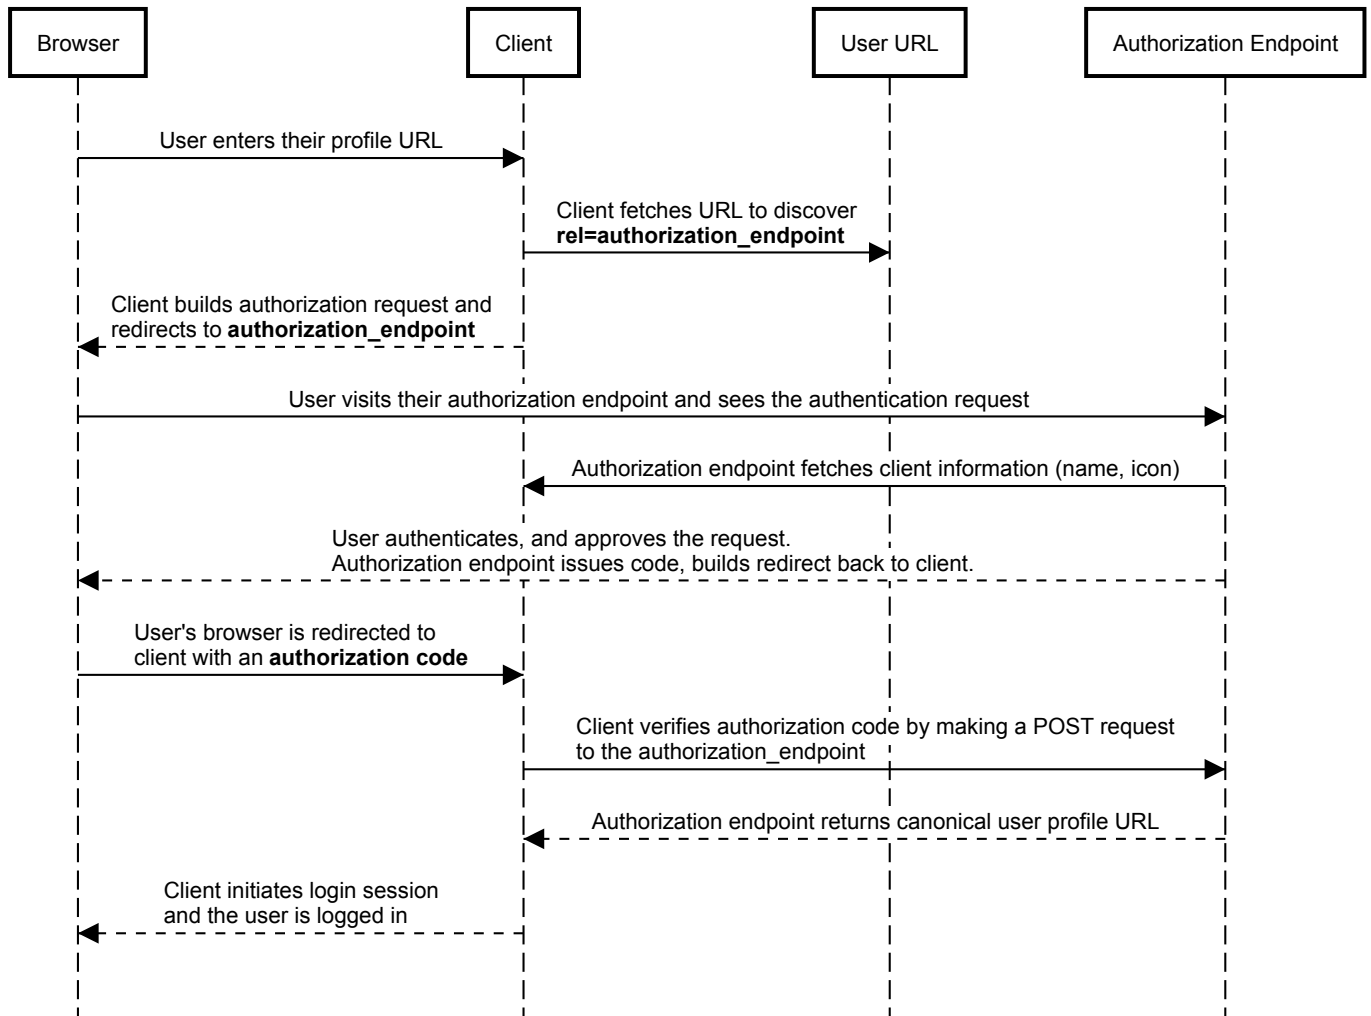 Browser
Client
User URL
Authorization Endpoint
User enters their profile URL
Client fetches URL to discover
rel=authorization_endpoint
Client builds authorization request and
redirects to authorization_endpoint
User visits their authorization endpoint and sees the authentication request
Authorization endpoint fetches client information (name, icon)
User authenticates, and approves the request.
Authorization endpoint issues code, builds redirect back to client.
User's browser is redirected to
client with an authorization code
Client verifies authorization code by making a POST request
to the authorization_endpoint
Authorization endpoint returns canonical user profile URL
Client initiates login session
and the user is logged in